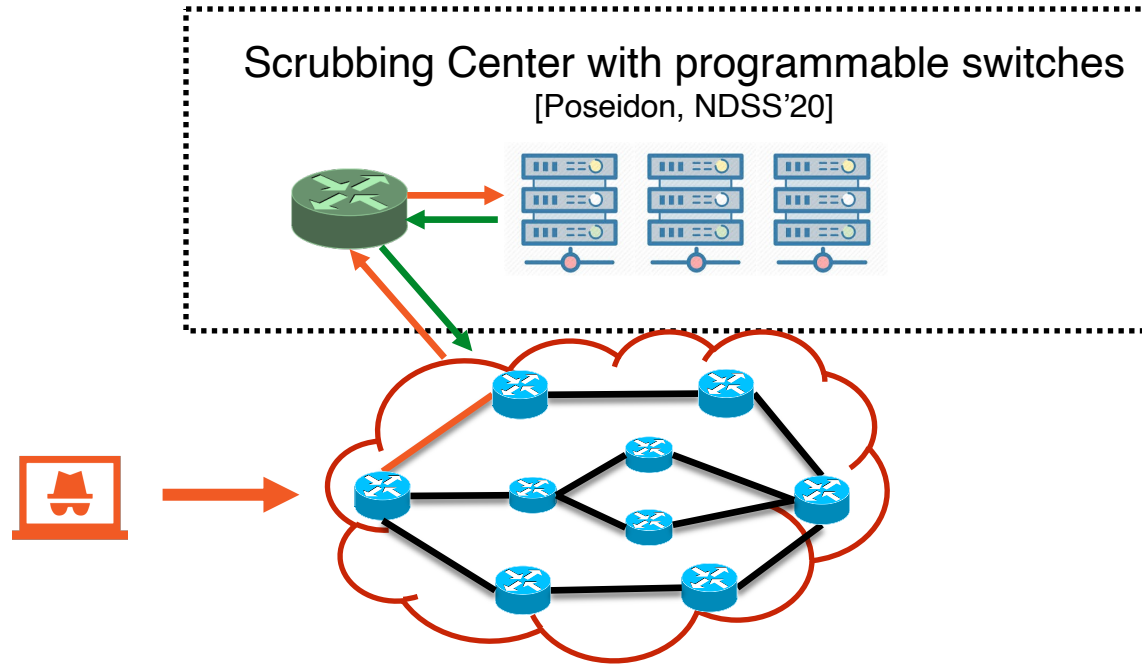 Scrubbing Center with programmable switches
[Poseidon, NDSS’20]